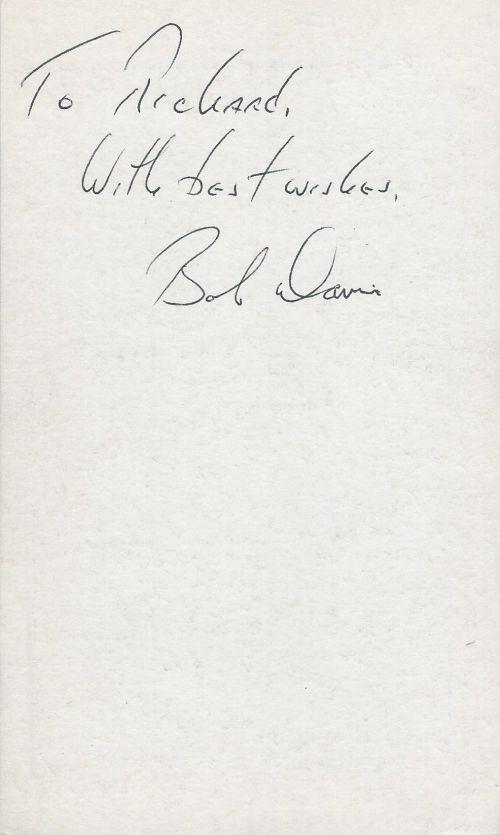 To Richard,
With best wishes,
Bob Davis